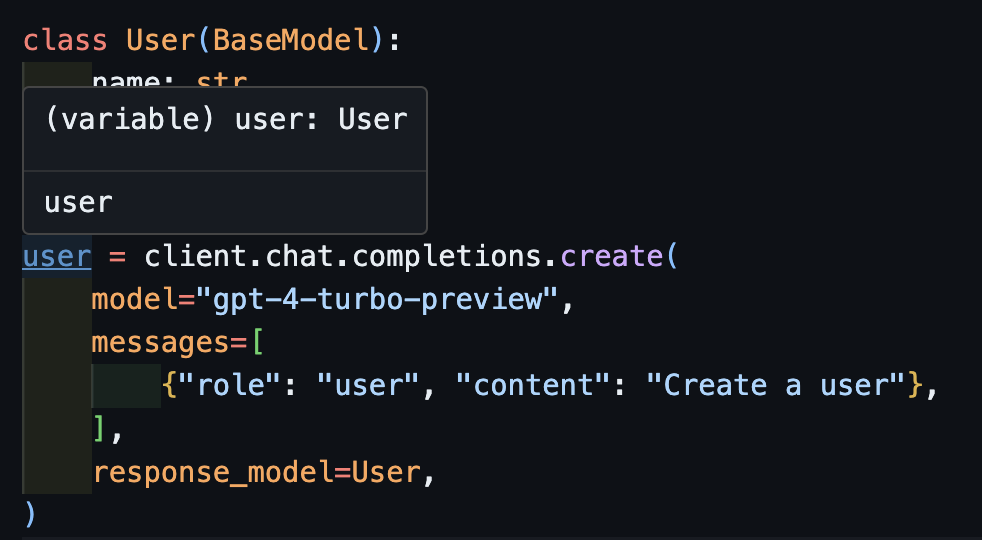 class User(BaseModel):
    name: str
(variable) user: User
user
user = client.chat.completions.create(
    model="gpt-4-turbo-preview",
    messages=[
        {"role": "user", "content": "Create a user"},
    ],
    response_model=User,
)